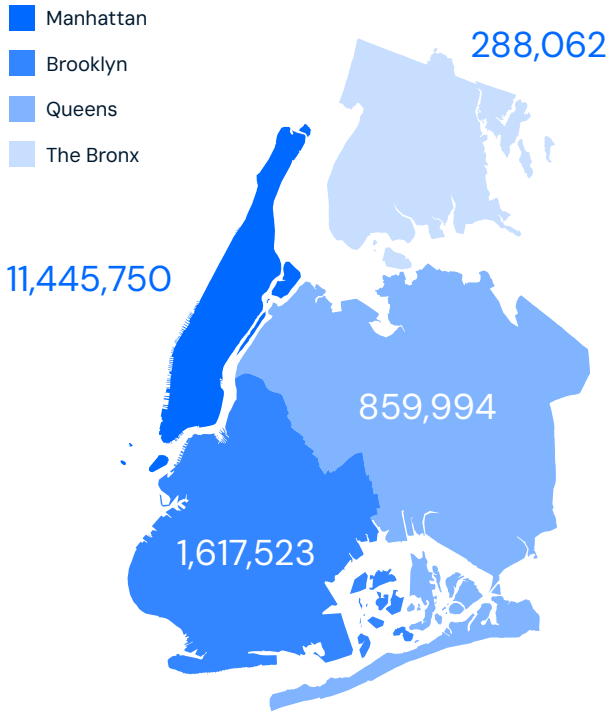 Manhattan
288,062
Brooklyn
Queens
The Bronx
11,445,750
859,994
1,617,523